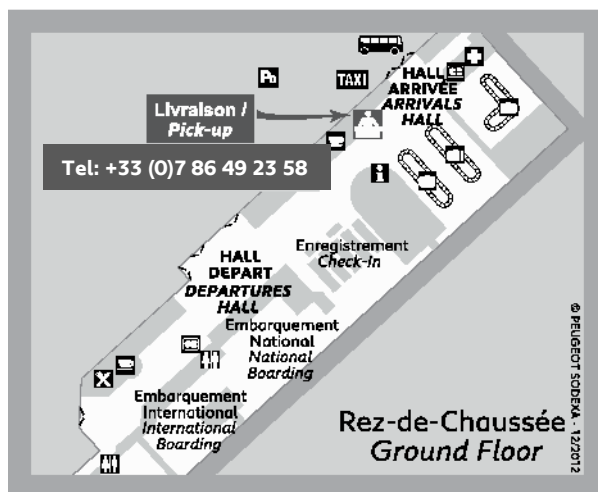 P₀
TAXI
HALL
ARRIVÉE
ARRIVALS
HALL
Livraison /
Pick-up
Tel: +33 (0)7 86 49 23 58
i
Enregistrement
Check-In
HALL
DEPART
DEPARTURES
HALL
Embarquement
National
National
Boarding
Embarquement
International
International
Boarding
Rez-de-Chaussée
Ground Floor
© PEUGEOT SODEXA - 12/2012